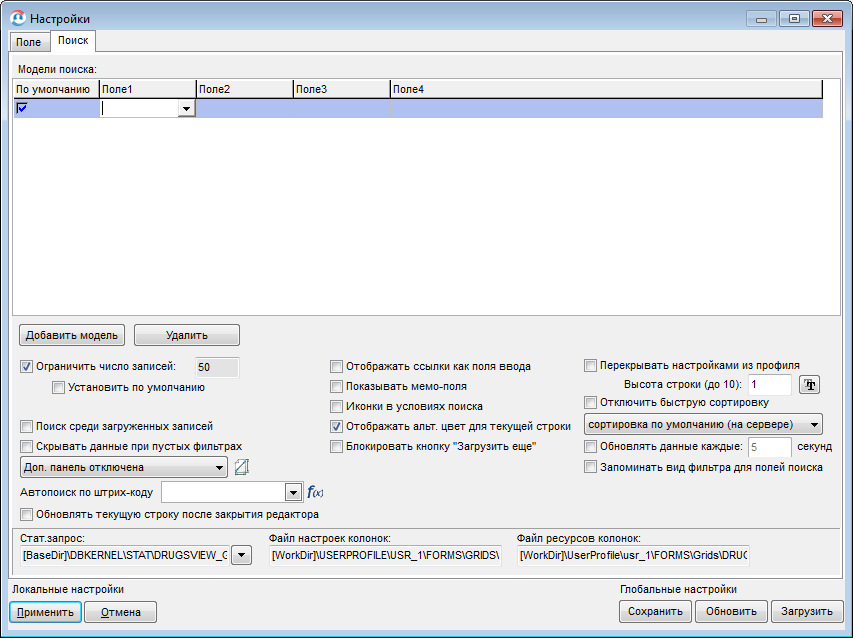 Настройки
Поле Поиск
Модели поиска:
По умолчанию Поле1 Поле2 Поле3 Поле4
Добавить модель Удалить
Ограничить число записей: 50
Установить по умолчанию
Поиск среди загруженных записей
Скрывать данные при пустых фильтрах
Доп. панель отключена
Автопоиск по штрих-коду f(x)
Обновлять текущую строку после закрытия редактора
Отображать ссылки как поля ввода
Показывать мемо-поля
Иконки в условиях поиска
Отображать альт. цвет для текущей строки
Блокировать кнопку "Загрузить еще"
Перекрывать настройками из профиля
Высота строки (до 10): 1
Отключить быструю сортировку
сортировка по умолчанию (на сервере)
Обновлять данные каждые: 5 секунд
Запоминать вид фильтра для полей поиска
Стат.запрос: Файл настроек колонок: Файл ресурсов колонок:
[BaseDir]\DBKERNEL\STAT\DRUGSVIEW_G [WorkDir]\USERPROFILE\USR_1\FORMS\GRIDS\ [WorkDir]\UserProfile\usr_1\FORMS\Grids\DRUG
Локальные настройки Глобальные настройки
Применить Отмена Сохранить Обновить Загрузить